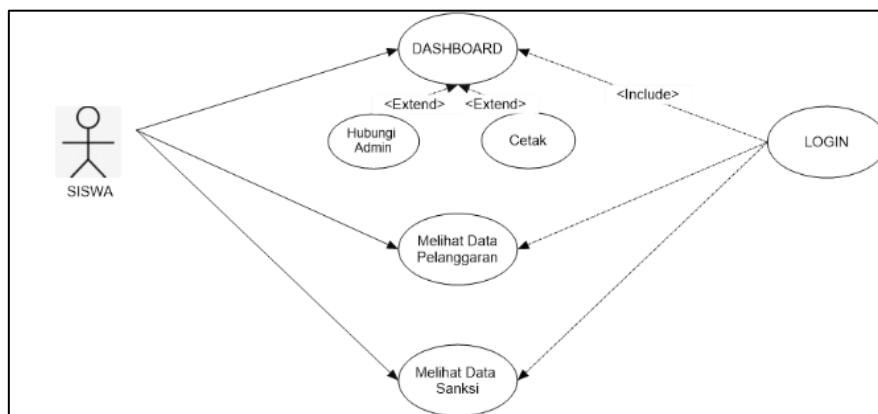 DASHBOARD
<Include>
<Extend>
<Extend>
Hubungi
Admin
Cetak
LOGIN
SISWA
Melihat Data
Pelanggaran
Melihat Data
Sanksi